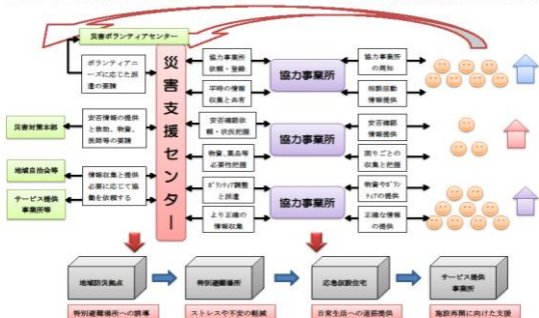 災害ボランティアセンター
ボランティアニ
ーズに応じた派
遣の要請
災害対策本部
安否情報の提供
と救助、物資、
医師等の要請
地域自治会等
サービス提供
事業所等
情報収集と提供
必要に応じて協
働を依頼する
災害支援センター
協力事業所
依頼・登録
平時の情報
収集と共有
安否確認依
頼・状況把握
物資、薬品等
必要性把握
ボランティア調整
と派遣
より正確の
情報収集
協力事業所
協力事業所
協力事業所
協力事業所
の周知
相談活動
情報提供
安否確認
情報提供
困りごとの
収集と把握
物資やボラン
ティアの提供
正確な情報
の提供
地域防災拠点
特別避難場所
応急仮設住宅
サービス提供
事業所
特別避難場所への誘導
ストレスや不安の軽減
日常生活への道筋提供
施設再開に向けた支援